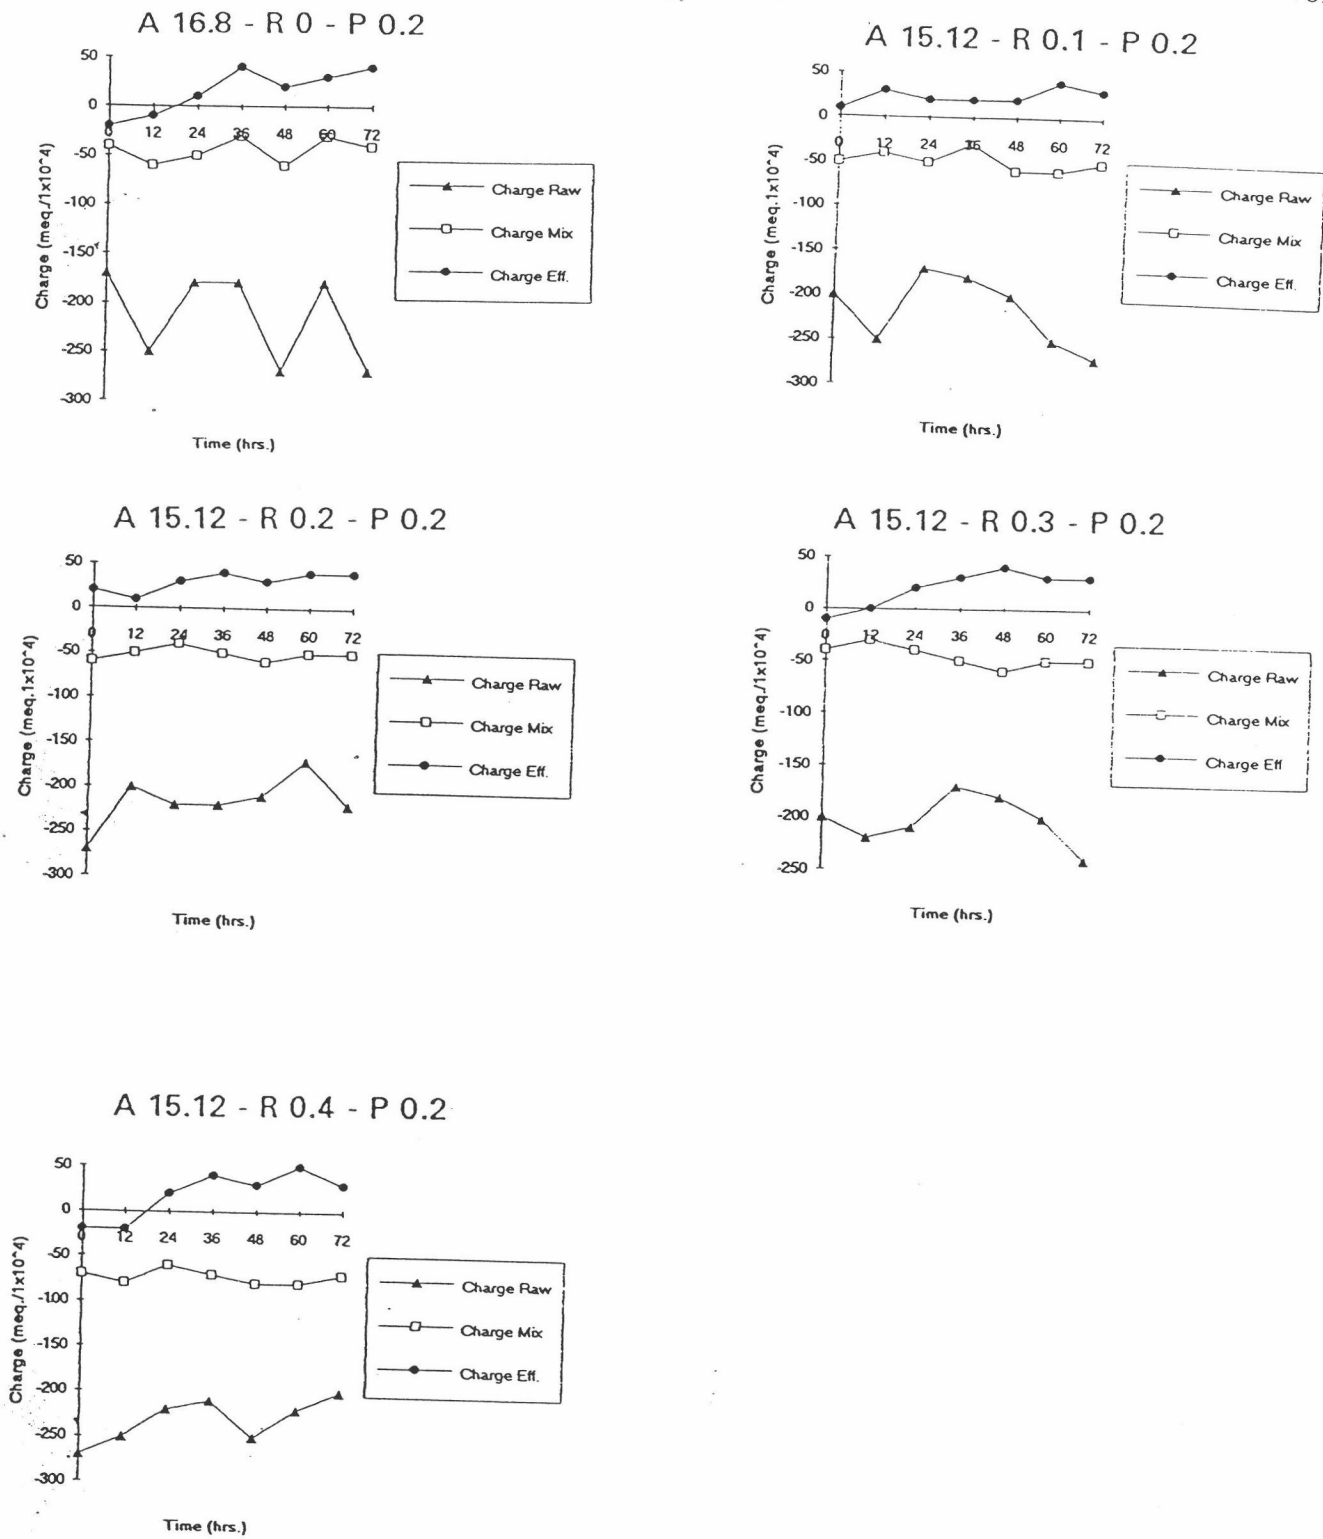 A 16.8 - R 0 - P 0.2
50
0
-50
-100
-150
-200
-250
-300
0 12 24 36 48 60 72
Charge (meq./1x10^4)
Time (hrs.)
Charge Raw
Charge Mix
Charge Eff.
A 15.12 - R 0.1 - P 0.2
50
0
-50
-100
-150
-200
-250
-300
0 12 24 36 48 60 72
Charge (meq.1x10^4)
Time (hrs.)
Charge Raw
Charge Mix
Charge Eff.
A 15.12 - R 0.2 - P 0.2
50
0
-50
-100
-150
-200
-250
-300
0 12 24 36 48 60 72
Charge (meq.1x10^4)
Time (hrs.)
Charge Raw
Charge Mix
Charge Eff.
A 15.12 - R 0.3 - P 0.2
50
0
-50
-100
-150
-200
-250
0 12 24 36 48 60 72
Charge (meq./1x10^4)
Time (hrs.)
Charge Raw
Charge Mix
Charge Eff
A 15.12 - R 0.4 - P 0.2
50
0
-50
-100
-150
-200
-250
-300
0 12 24 36 48 60 72
Charge (meq./1x10^4)
Time (hrs.)
Charge Raw
Charge Mix
Charge Eff.